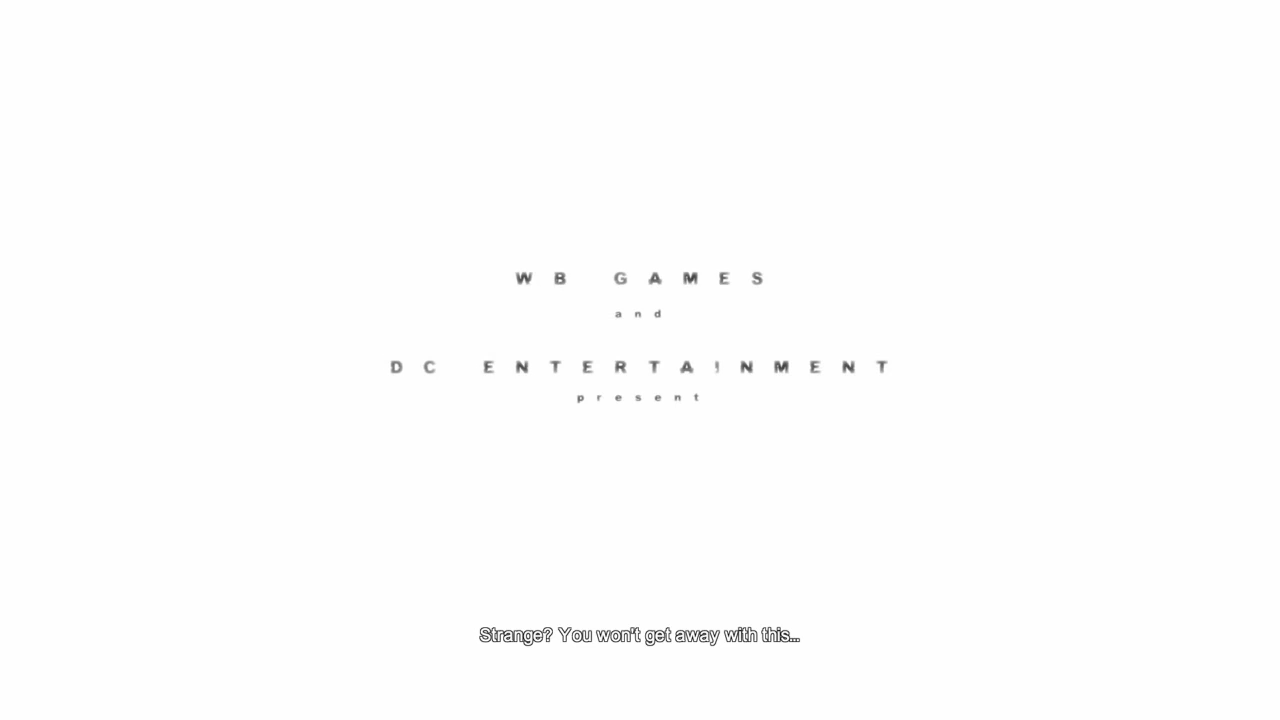 WB GAMES
and
DC ENTERTAINMENT
present
Strange? You won't get away with this...